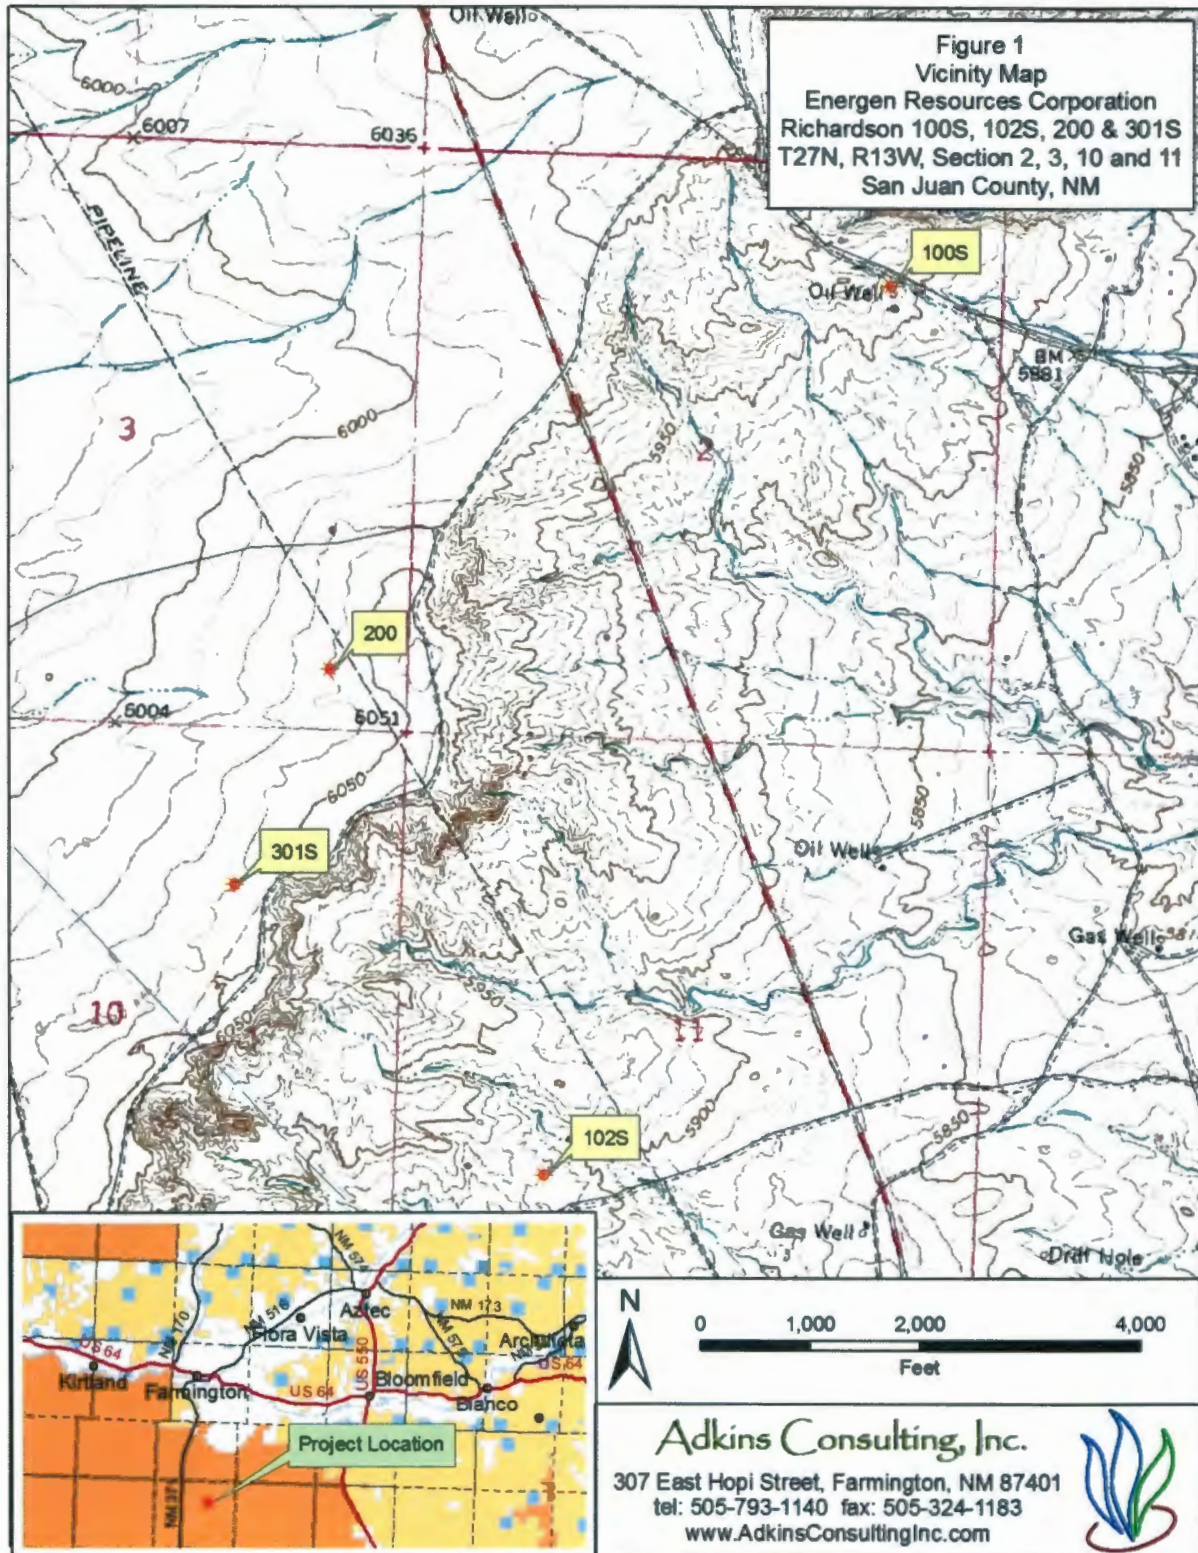 Oil Well
Figure 1
Vicinity Map
Energen Resources Corporation
Richardson 100S, 102S, 200 & 301S
T27N, R13W, Section 2, 3, 10 and 11
San Juan County, NM
6000
6007
6036
PIPELINE
100S
Oil Well
BM
5881
3
6000
5950
2
5850
200
6004
6051
6050
5850
301S
Oil Well
Gas Well
5950
10
6050
11
5900
5850
102S
Gas Well
Drill Hole
NM 170
NM 516
Flora Vista
Aztec
NM 173
NM 575
US 64
Kirtland
Farmington
US 64
US 550
Bloomfield
Blanco
US 64
Project Location
NM 371
N
0 1,000 2,000 4,000
Feet
Adkins Consulting, Inc.
307 East Hopi Street, Farmington, NM 87401
tel: 505-793-1140 fax: 505-324-1183
www.AdkinsConsultingInc.com